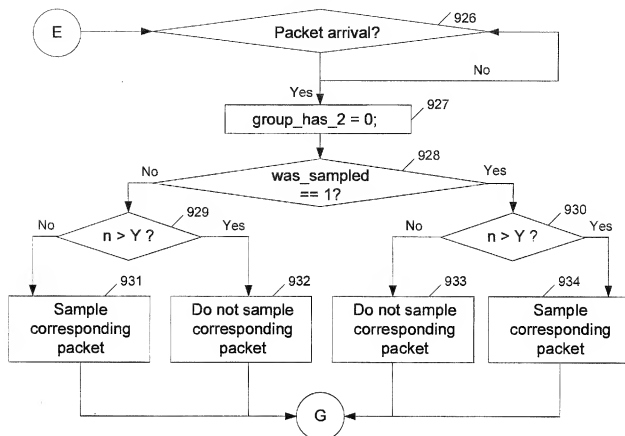 E
Packet arrival?
926
No
Yes
group_has_2 = 0;
927
No
was_sampled
== 1?
928
Yes
No
n > Y ?
929
Yes
No
n > Y ?
930
Yes
931
Sample
corresponding
packet
932
Do not sample
corresponding
packet
933
Do not sample
corresponding
packet
934
Sample
corresponding
packet
G